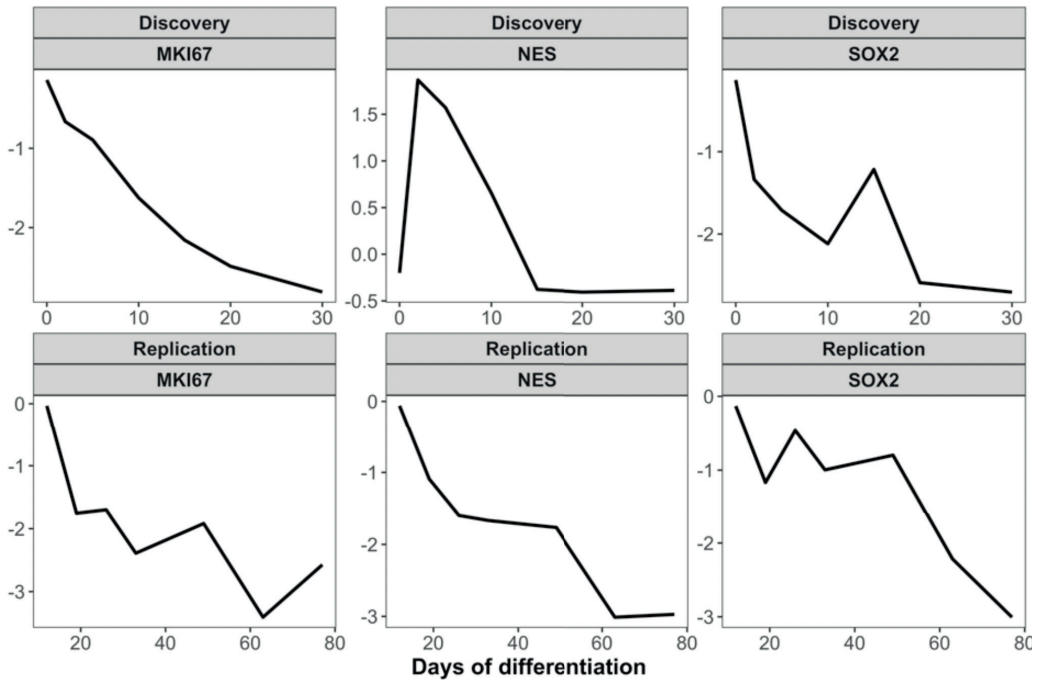 Discovery Discovery Discovery
MKI67 NES SOX2
-1
-2
0 10 20 30
1.5
1.0
0.5
0.0
-0.5
0 10 20 30
-1
-2
0 10 20 30
Replication Replication Replication
MKI67 NES SOX2
0
-1
-2
-3
20 40 60 80
0
-1
-2
-3
20 40 60 80
0
-1
-2
-3
20 40 60 80
Days of differentiation